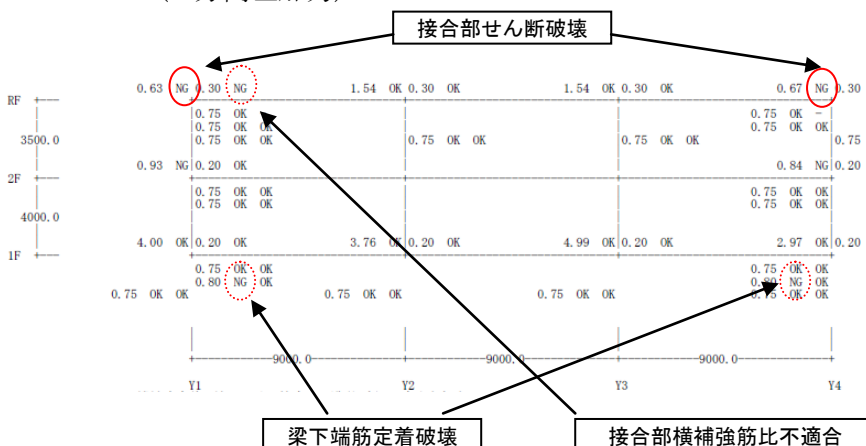 接合部せん断破壊
0.63 NG 0.30 NG 1.54 OK 0.30 OK 1.54 OK 0.30 OK 0.67 NG 0.30
RF
0.75 OK 0.75 OK -
0.75 OK OK 0.75 OK OK
3500.0 0.75 OK OK 0.75 OK OK 0.75 OK OK 0.75
0.93 NG 0.20 OK 0.84 NG 0.20
2F
0.75 OK OK 0.75 OK OK
0.75 OK OK 0.75 OK OK
4000.0
4.00 OK 0.20 OK 3.76 OK 0.20 OK 4.99 OK 0.20 OK 2.97 OK 0.20
1F
0.75 OK OK 0.75 OK OK
0.80 NG OK 0.80 NG OK
0.75 OK OK 0.75 OK OK 0.75 OK OK 0.75 OK OK
9000.0 9000.0 9000.0
Y1 Y2 Y3 Y4
梁下端筋定着破壊 接合部横補強筋比不適合